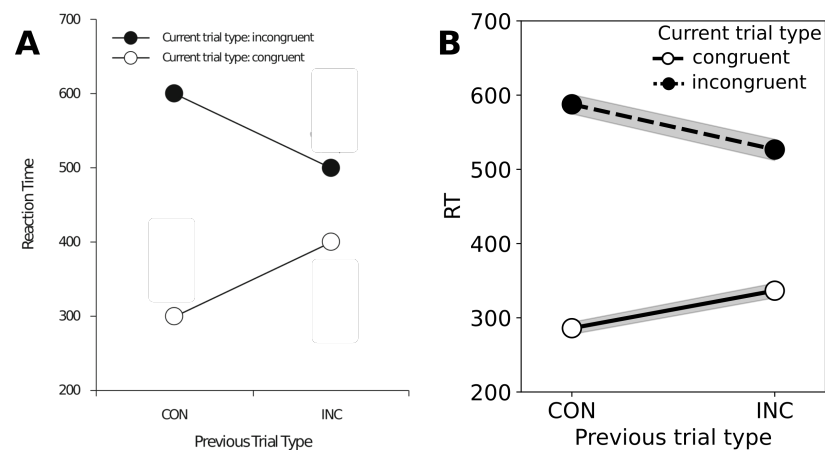 A
700
Current trial type: incongruent
Current trial type: congruent
600
500
400
300
200
Reaction Time
CON
INC
Previous Trial Type
B
700
Current trial type
congruent
incongruent
600
500
400
300
200
RT
CON
INC
Previous trial type